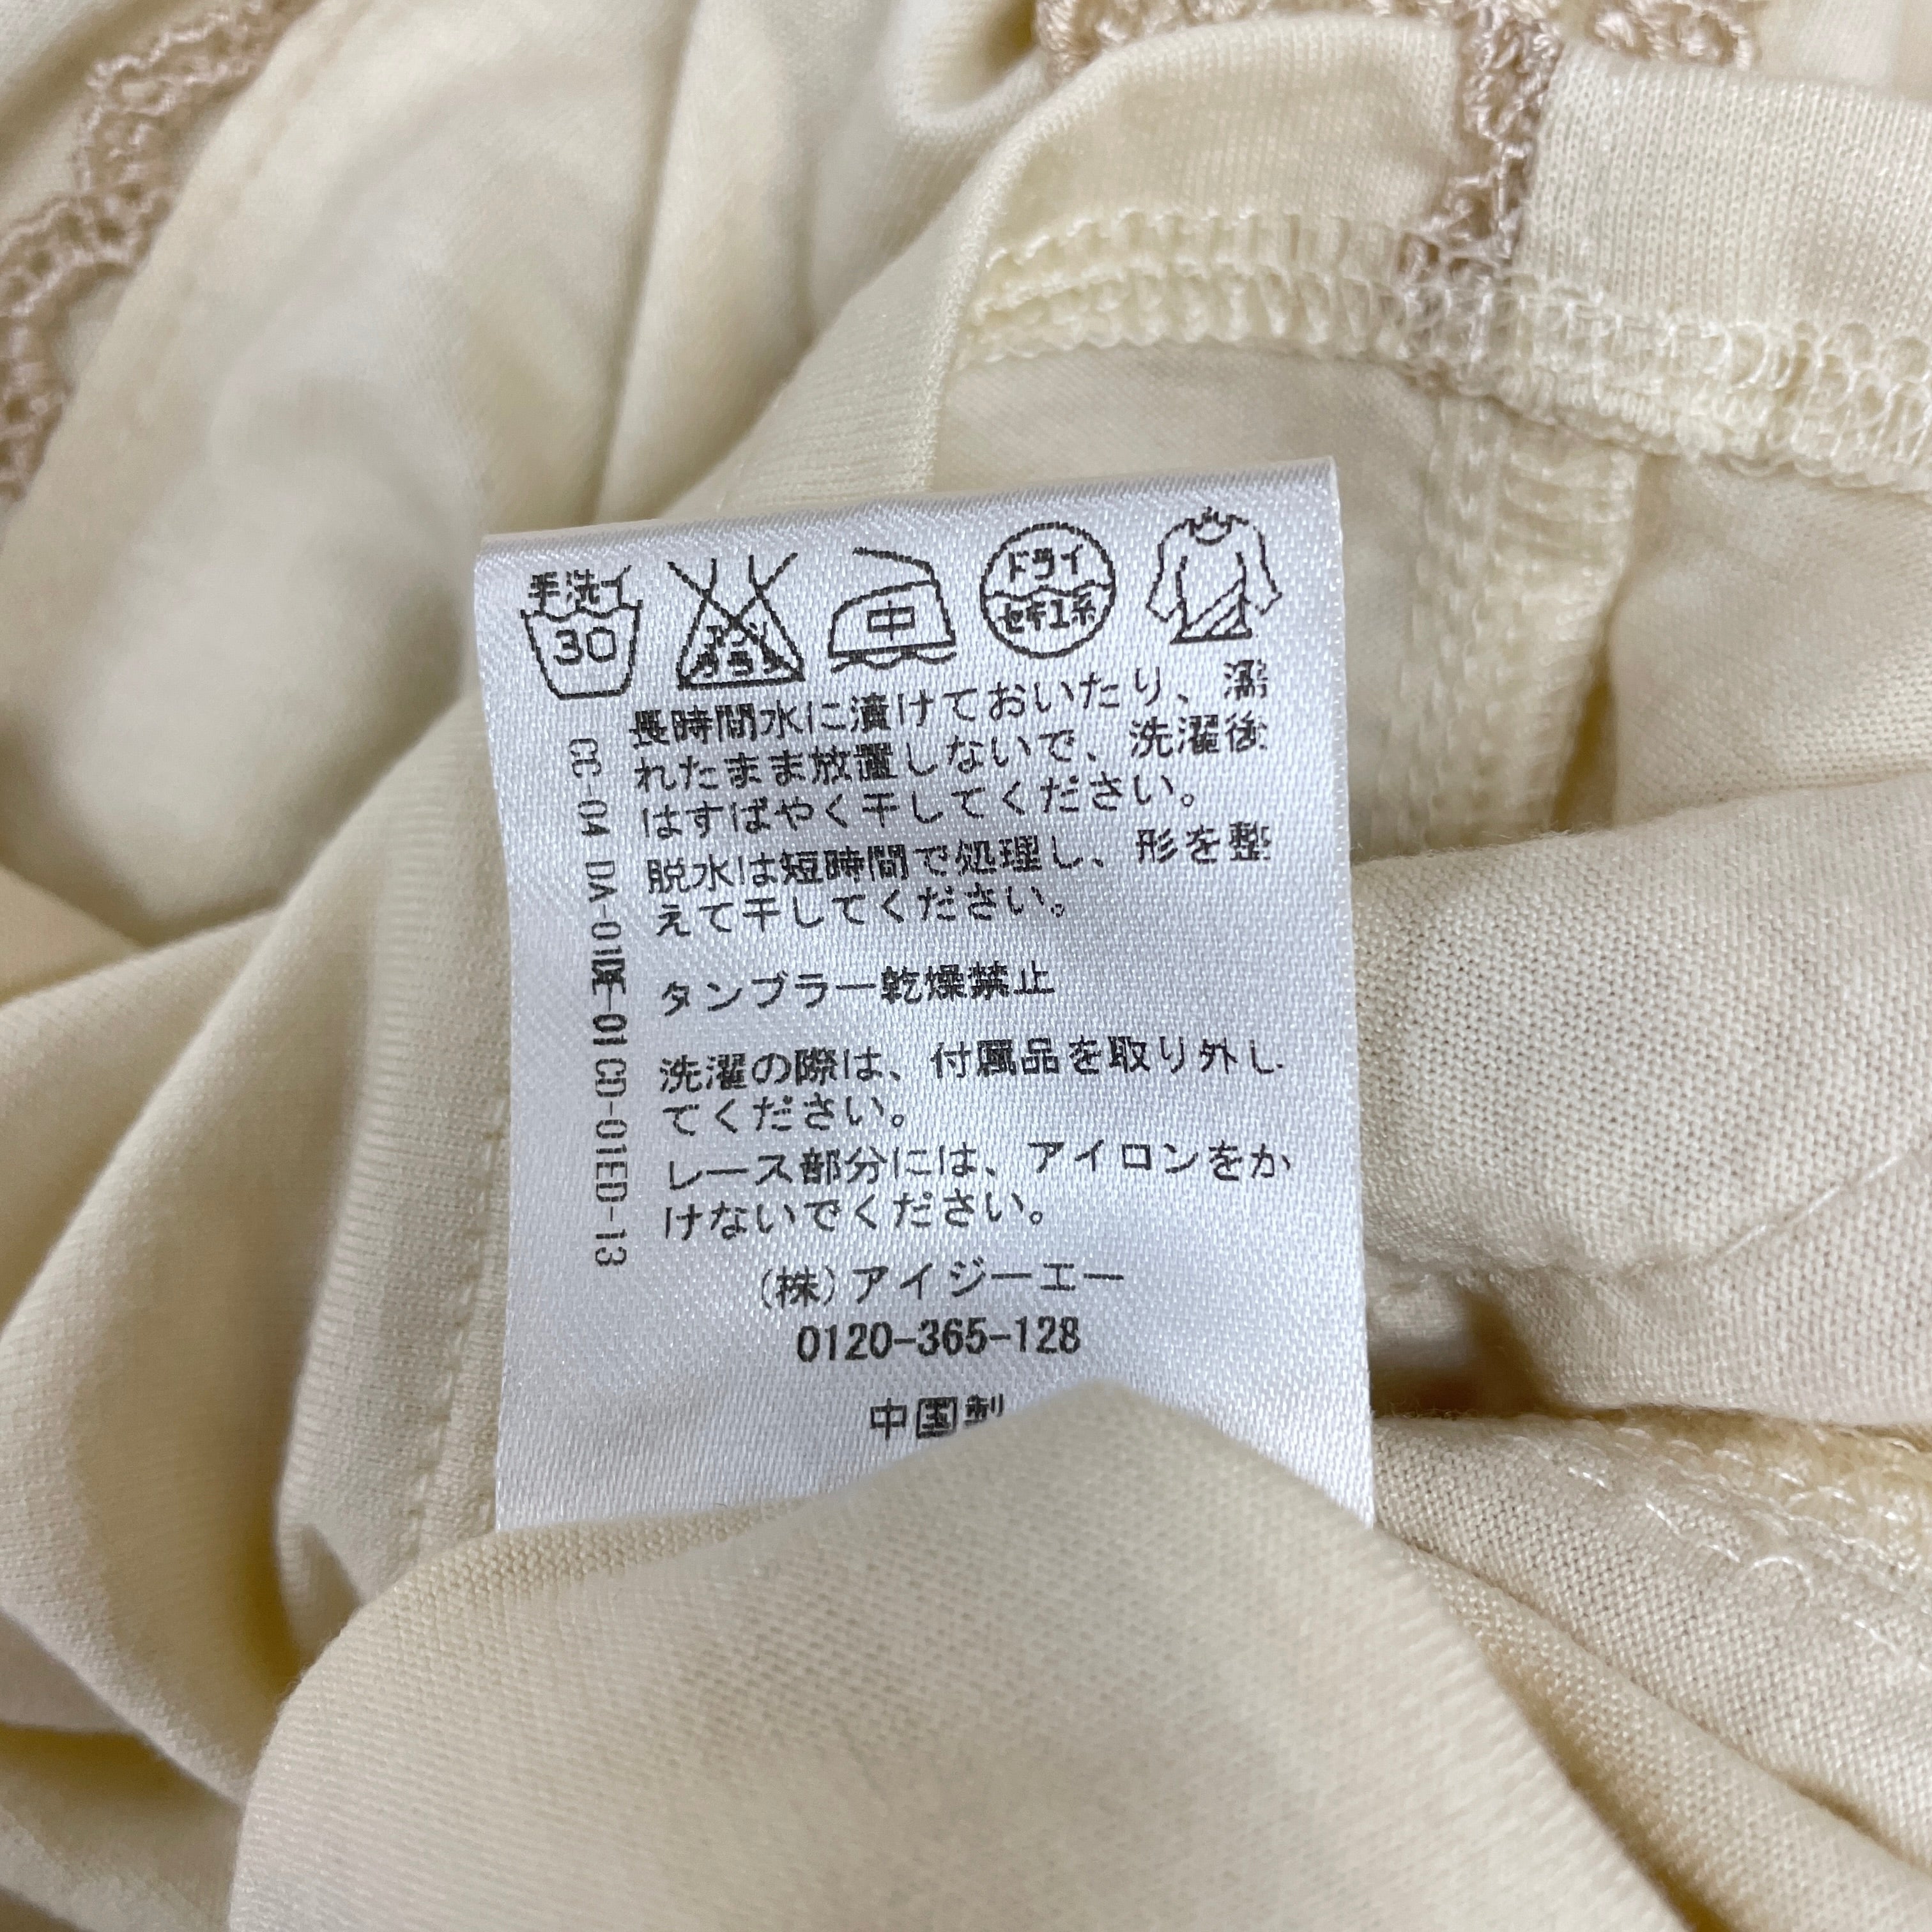 手洗イ
30
エンソ
サラシ
中
ドライ
セキユ系
長時間水に漬けておいたり、濡
れたまま放置しないで、洗濯後
はすばやく干してください。
脱水は短時間で処理し、形を整
えて干してください。
タンブラー乾燥禁止
洗濯の際は、付属品を取り外し
てください。
レース部分には、アイロンをか
けないでください。
(株)アイジーエー
0120-365-128
中国製
CC-04 DA-01 DE-01 CD-01 ED-13